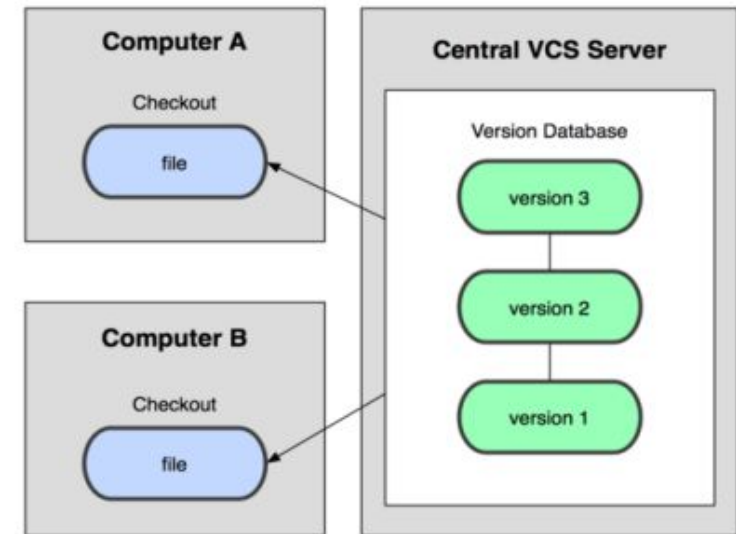 Computer A
Checkout
file
Computer B
Checkout
file
Central VCS Server
Version Database
version 3
version 2
version 1